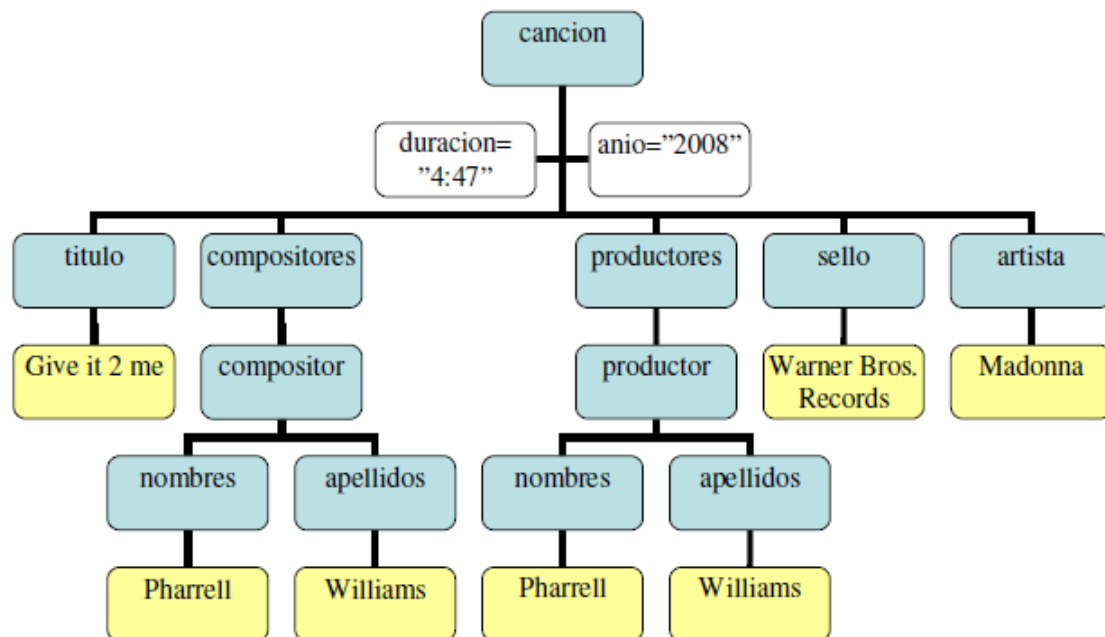 cancion
duracion=
”4:47”
anio=”2008”
titulo
compositores
productores
sello
artista
Give it 2 me
compositor
productor
Warner Bros.
Records
Madonna
nombres
apellidos
nombres
apellidos
Pharrell
Williams
Pharrell
Williams